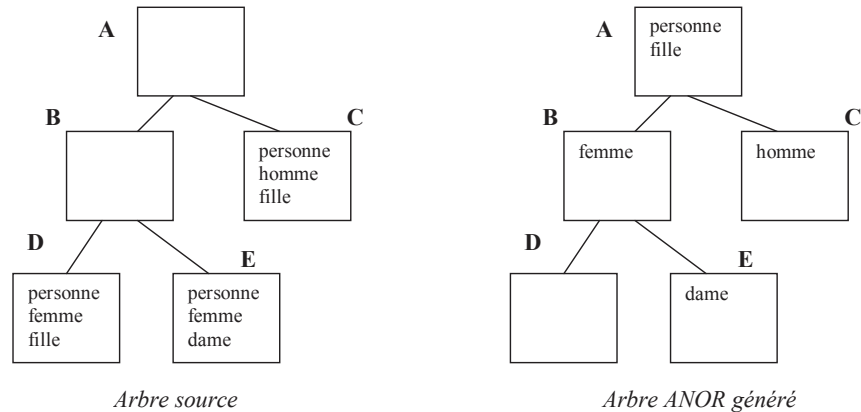 A
B
C
personne
homme
fille
D
E
personne
femme
fille
personne
femme
dame
Arbre source
A
personne
fille
B
C
femme
homme
D
E
dame
Arbre ANOR généré